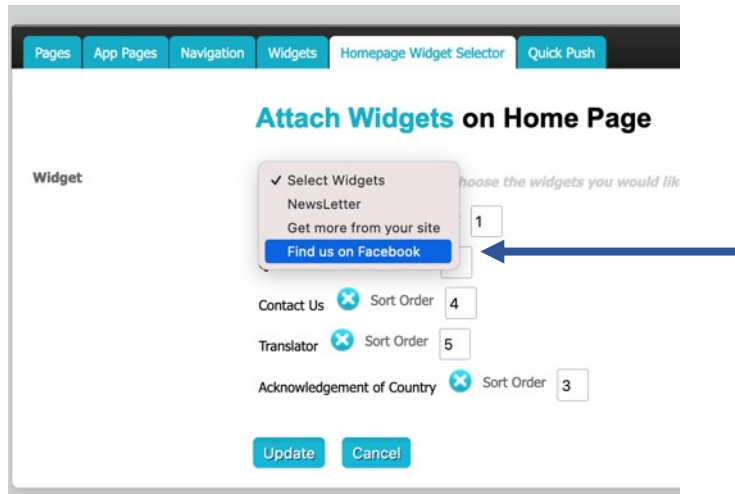 Pages App Pages Navigation Widgets Homepage Widget Selector Quick Push
Attach Widgets on Home Page
Widget
✓ Select Widgets
hoose the widgets you would lik
NewsLetter
Get more from your site
1
Find us on Facebook
Contact Us Sort Order 4
Translator Sort Order 5
Acknowledgement of Country Sort Order 3
Update Cancel